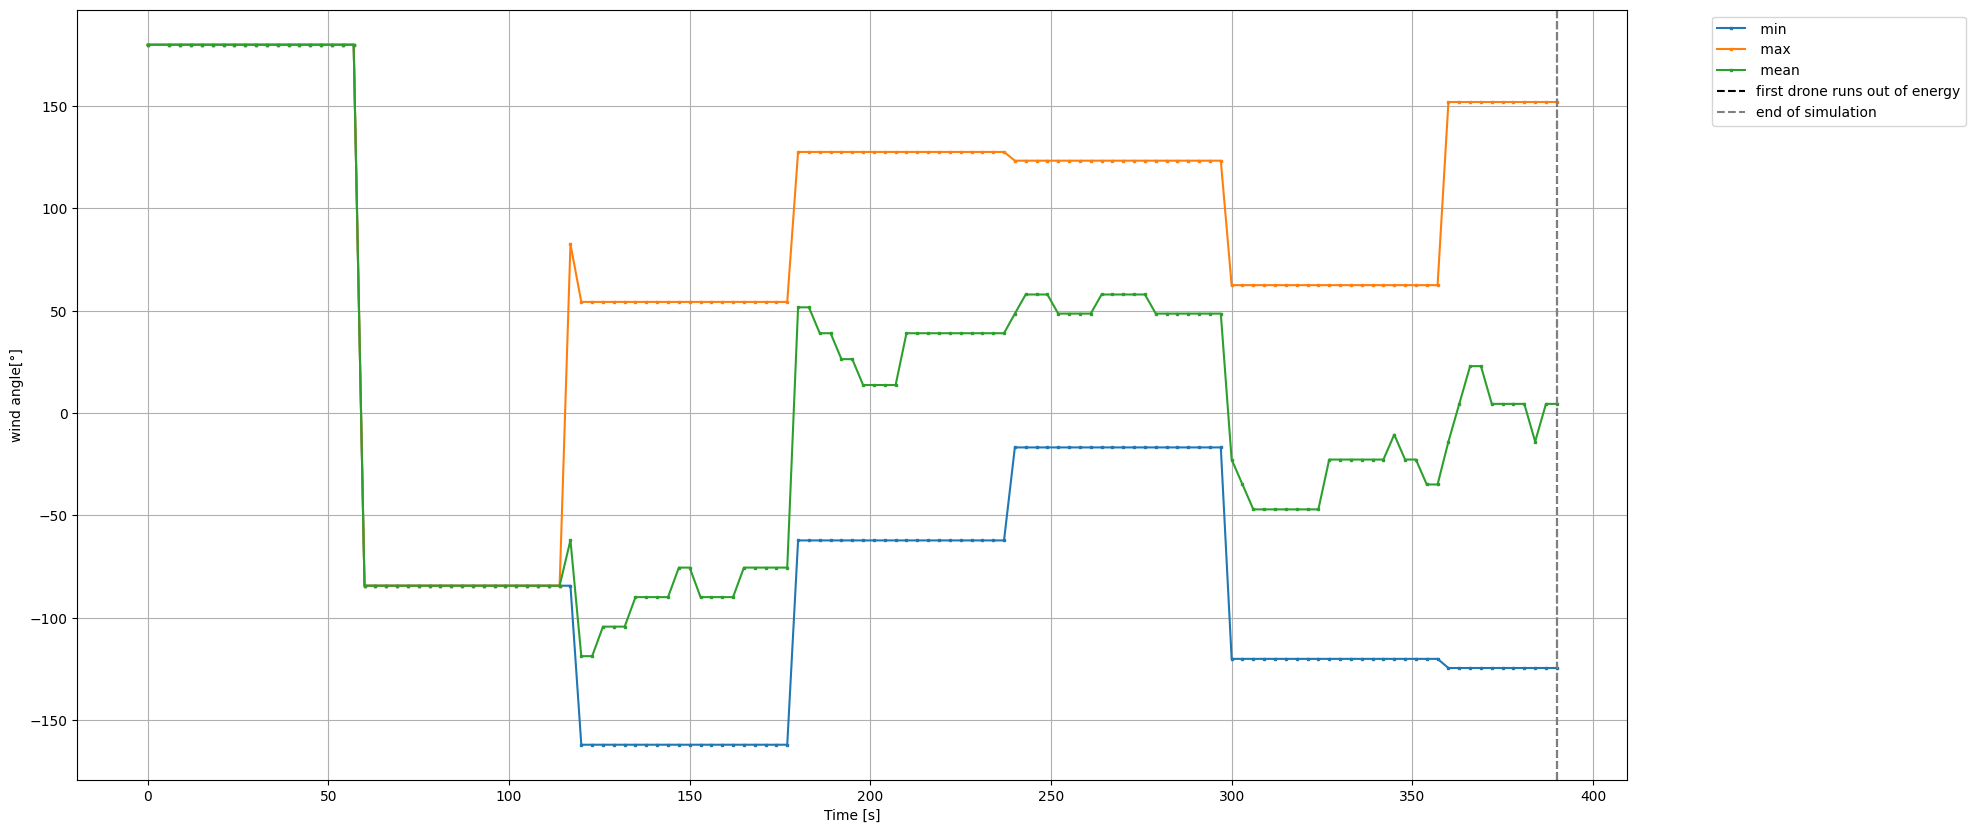 min
max
mean
first drone runs out of energy
end of simulation
wind angle[°]
150
100
50
0
−50
−100
−150
0
50
100
150
200
250
300
350
400
Time [s]